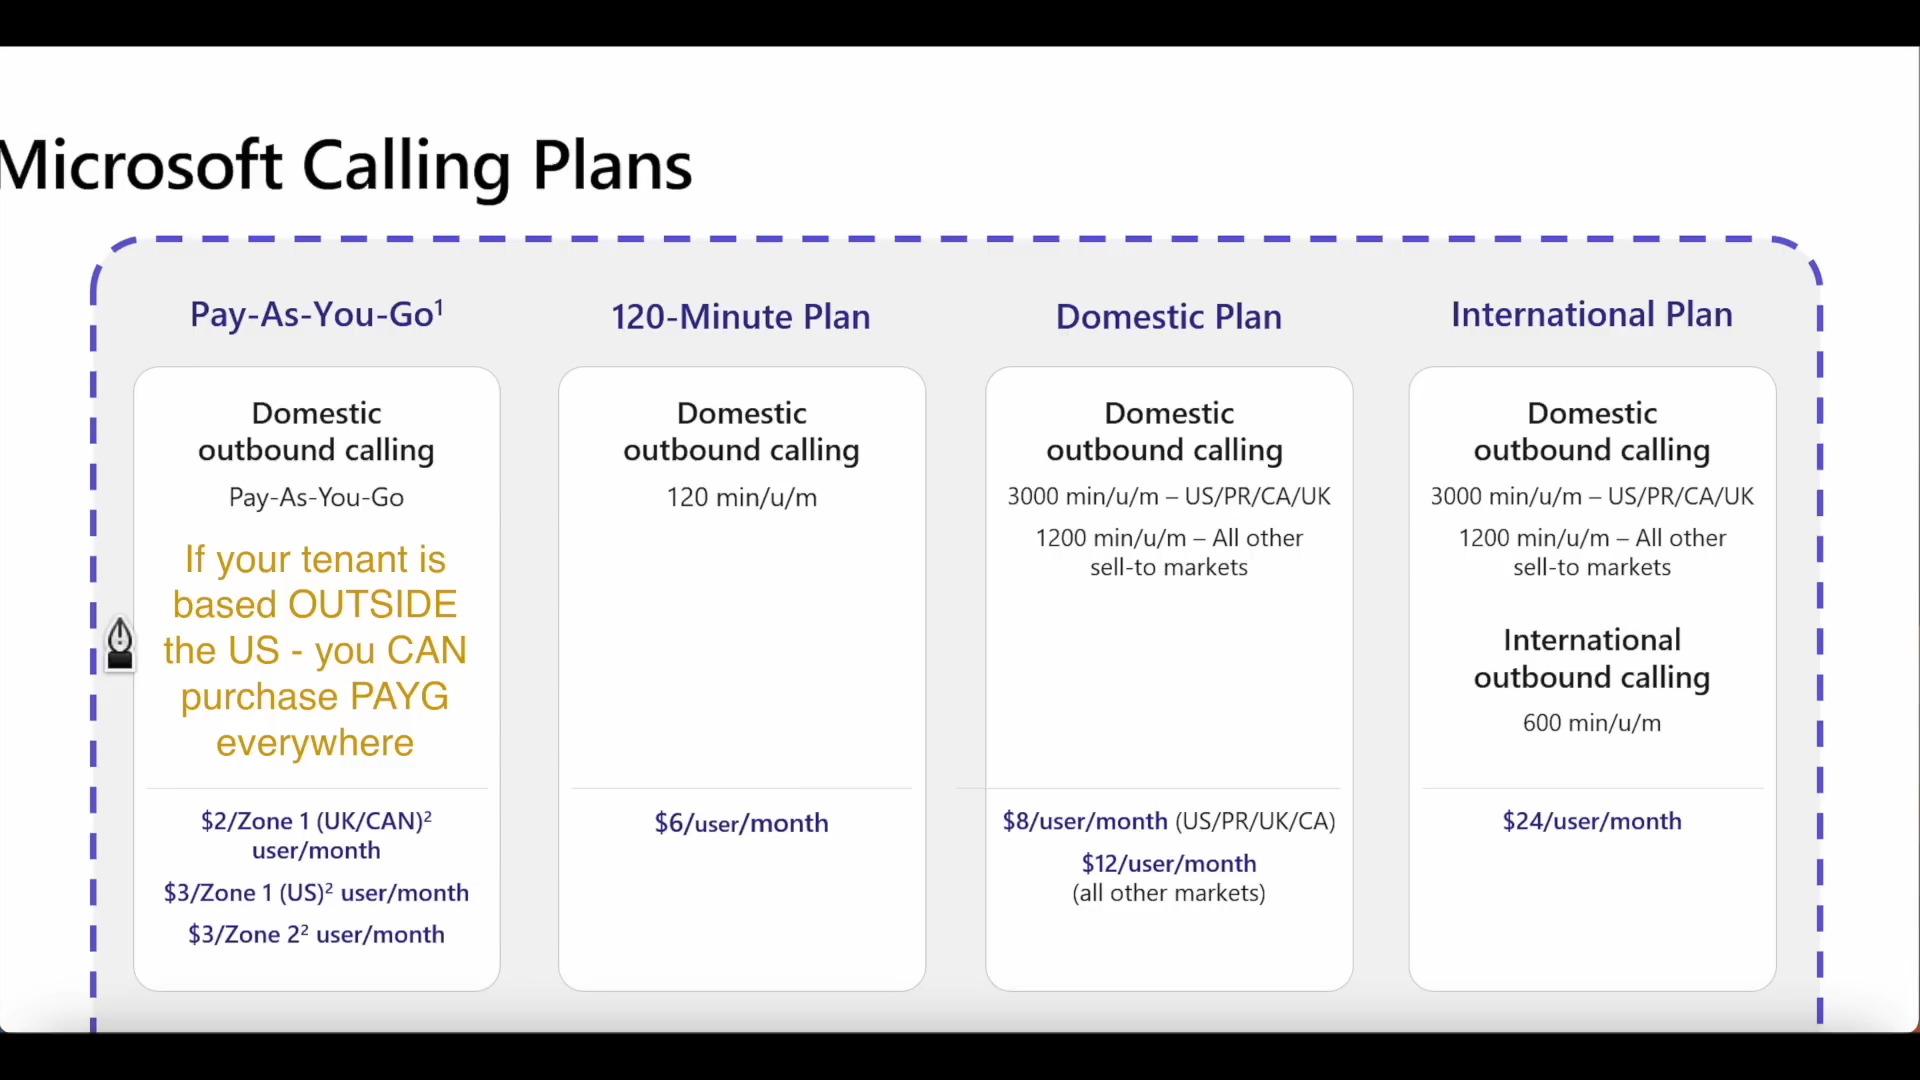 Microsoft Calling Plans
Pay-As-You-Go¹
Domestic
outbound calling
Pay-As-You-Go
If your tenant is
based OUTSIDE
the US - you CAN
purchase PAYG
everywhere
$2/Zone 1 (UK/CAN)²
user/month
$3/Zone 1 (US)² user/month
$3/Zone 2² user/month
120-Minute Plan
Domestic
outbound calling
120 min/u/m
$6/user/month
Domestic Plan
Domestic
outbound calling
3000 min/u/m – US/PR/CA/UK
1200 min/u/m – All other
sell-to markets
$8/user/month (US/PR/UK/CA)
$12/user/month
(all other markets)
International Plan
Domestic
outbound calling
3000 min/u/m – US/PR/CA/UK
1200 min/u/m – All other
sell-to markets
International
outbound calling
600 min/u/m
$24/user/month